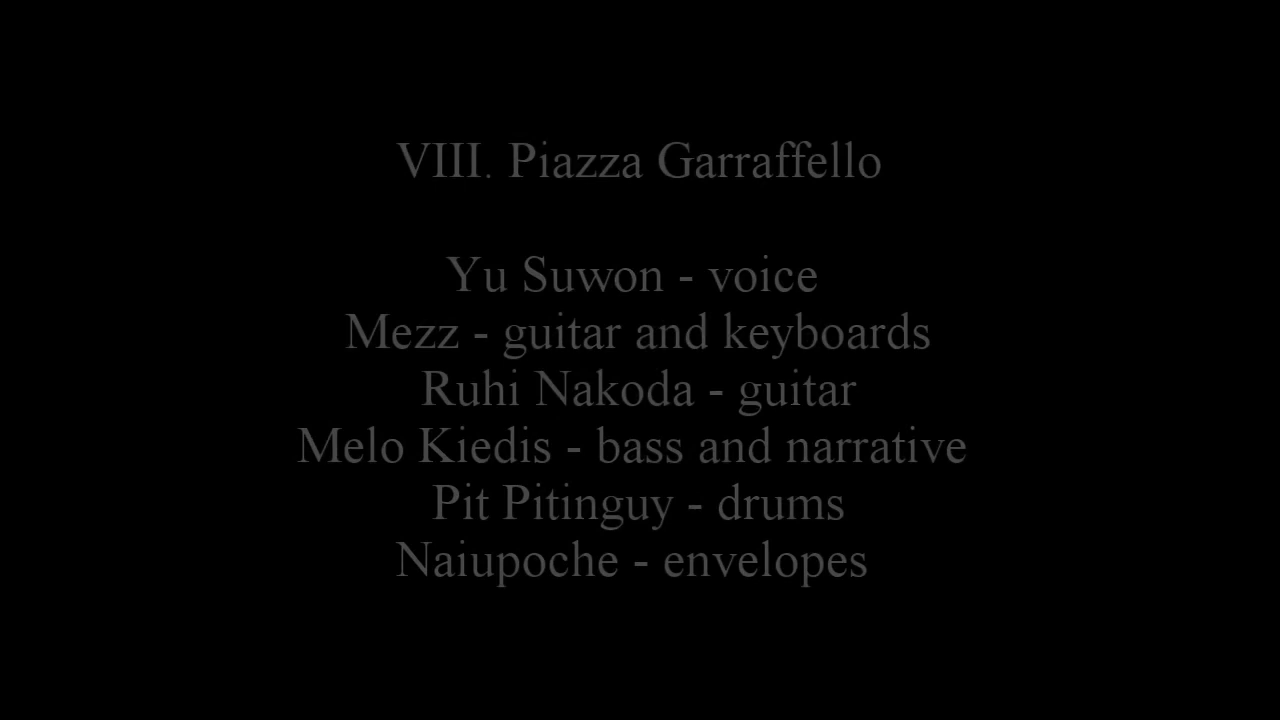 VIII. Piazza Garraffello
Yu Suwon - voice
Mezz - guitar and keyboards
Ruhi Nakoda - guitar
Melo Kiedis - bass and narrative
Pit Pitinguy - drums
Naiupoche - envelopes